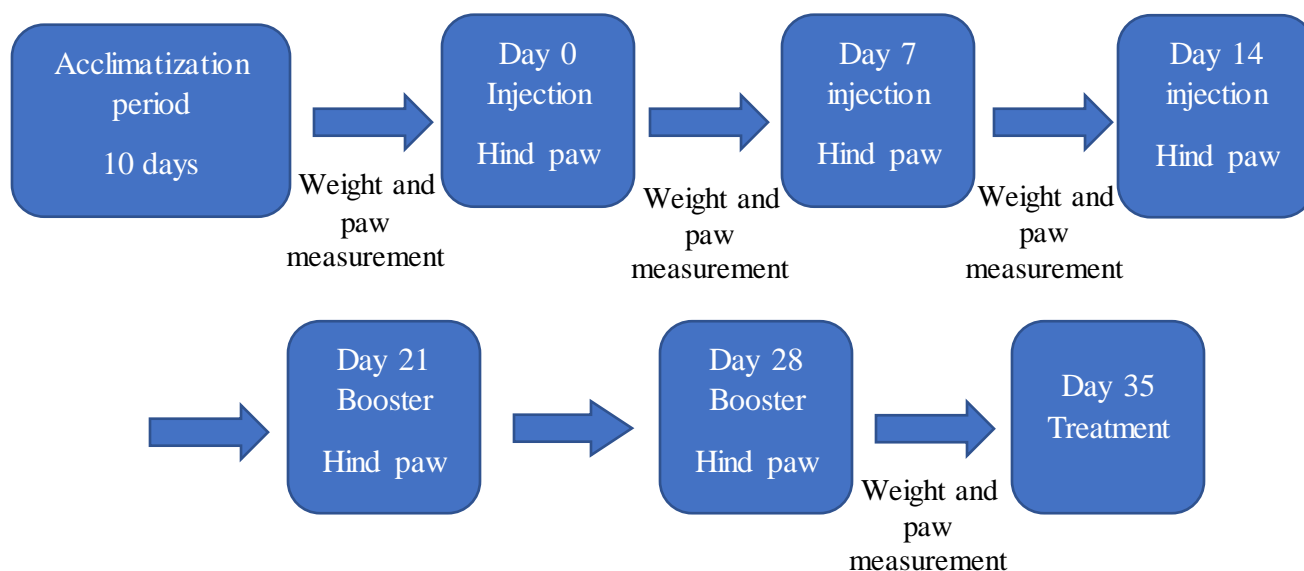 Acclimatization
period
10 days
Weight and
paw
measurement
Day 0
Injection
Hind paw
Weight and
paw
measurement
Day 7
injection
Hind paw
Weight and
paw
measurement
Day 14
injection
Hind paw
Day 21
Booster
Hind paw
Day 28
Booster
Hind paw
Weight and
paw
measurement
Day 35
Treatment